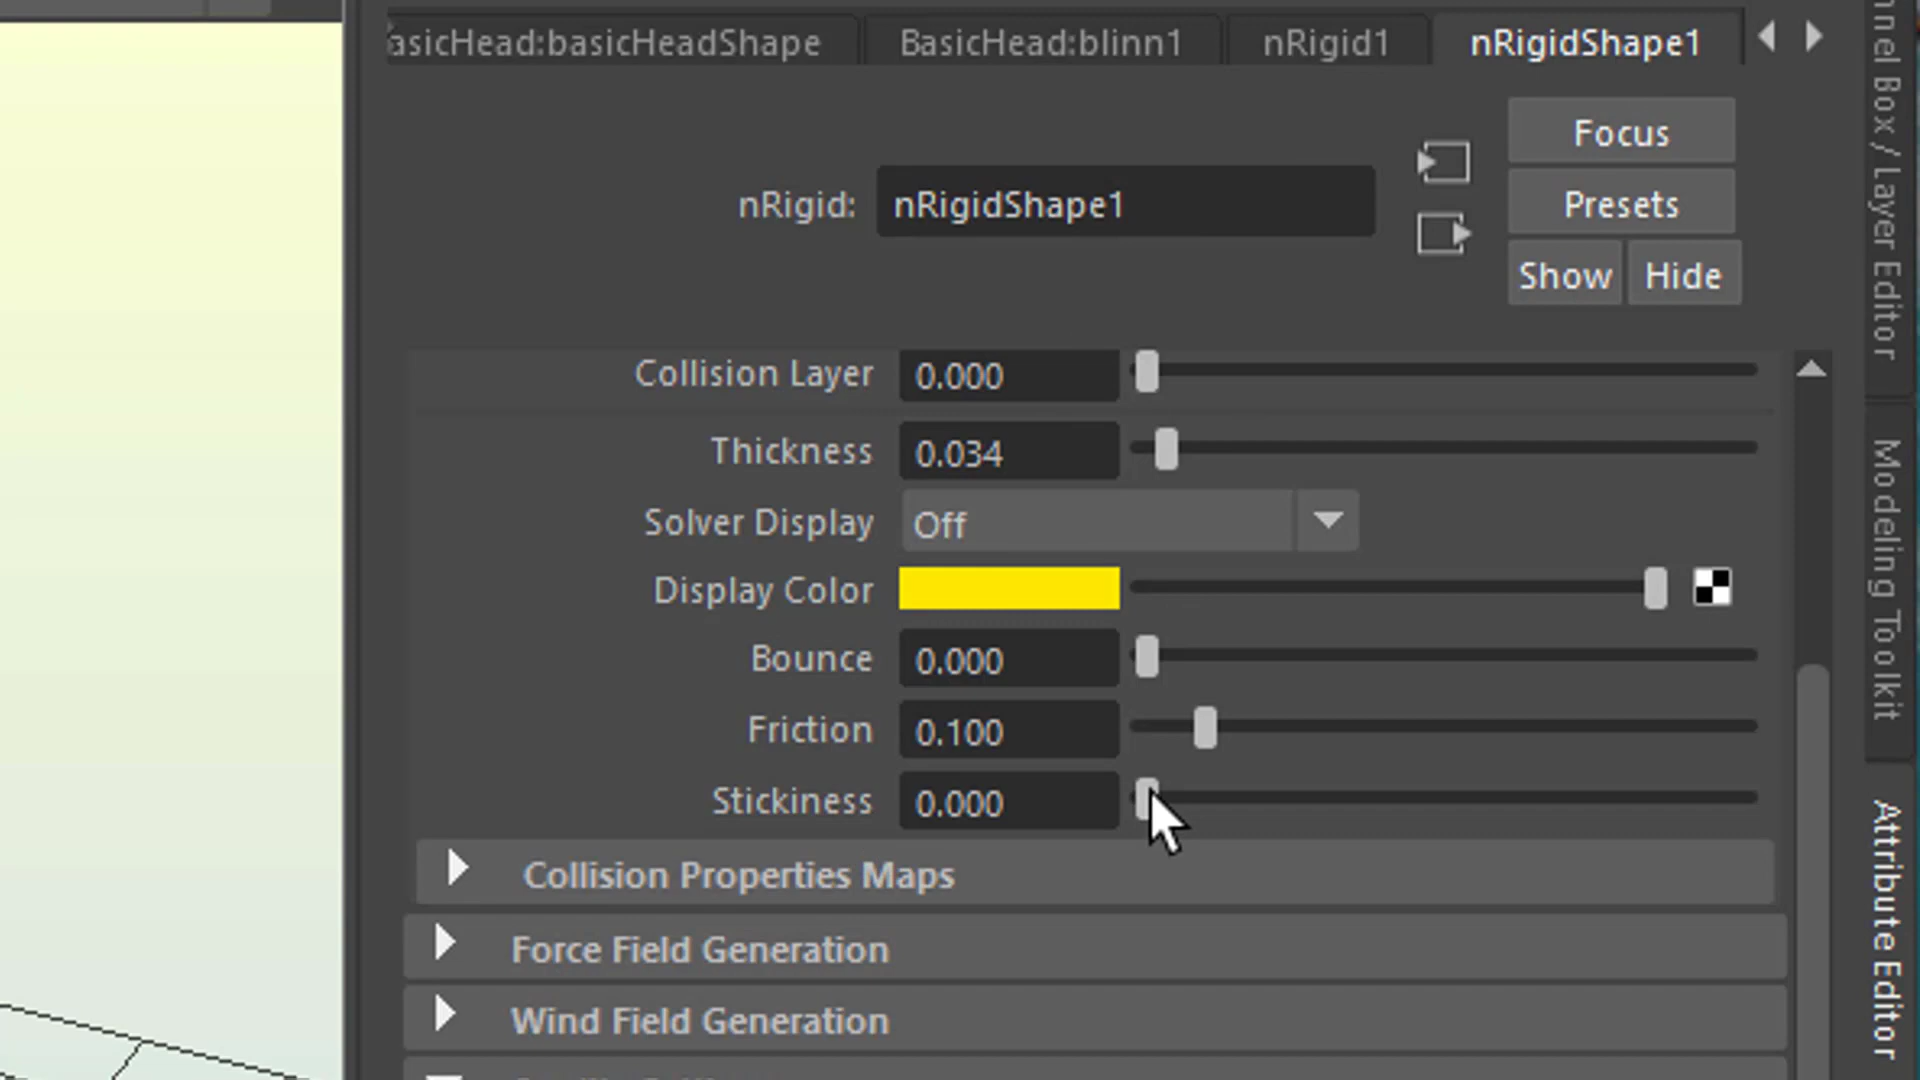 asicHead:basicHeadShape BasicHead:blinn1 nRigid1 nRigidShape1
Focus
nRigid: nRigidShape1
Presets
Show Hide
Collision Layer 0.000
Thickness 0.034
Solver Display Off
Display Color
Bounce 0.000
Friction 0.100
Stickiness 0.000
Collision Properties Maps
Force Field Generation
Wind Field Generation
nnel Box / Layer Editor
Modeling Toolkit
Attribute Editor